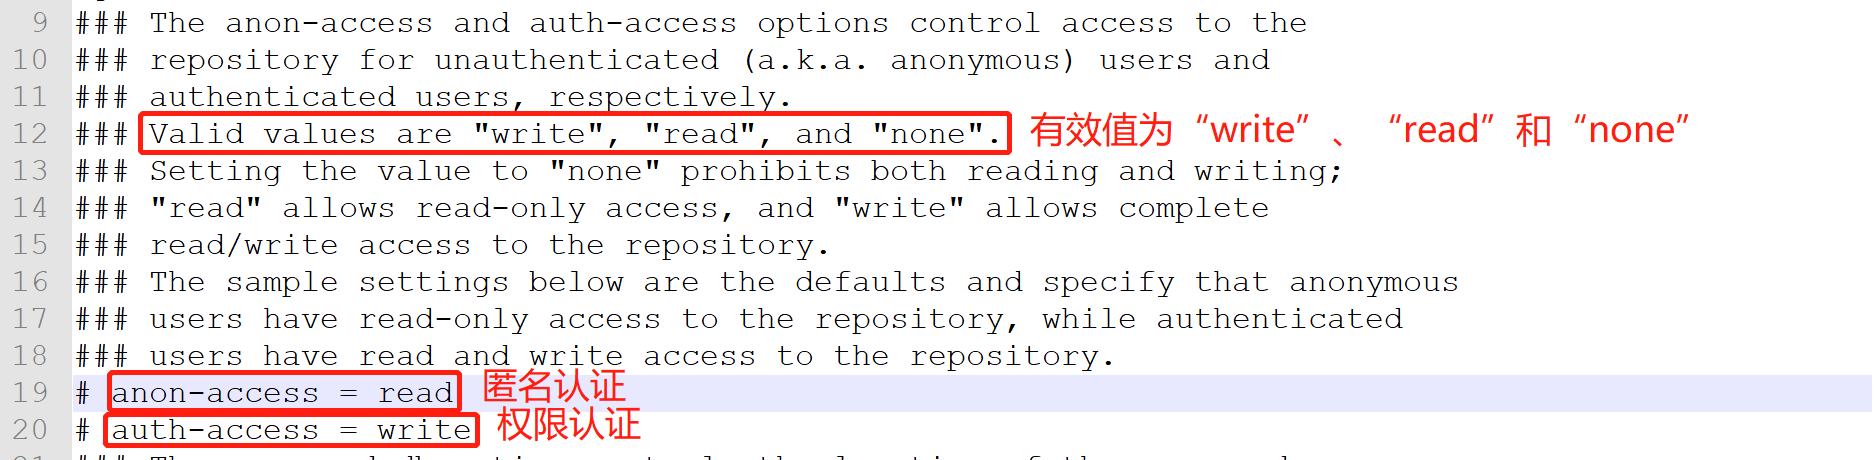 9 ### The anon-access and auth-access options control access to the
10 ### repository for unauthenticated (a.k.a. anonymous) users and
11 ### authenticated users, respectively.
12 ### Valid values are "write", "read", and "none". 有效值为“write”、“read”和“none”
13 ### Setting the value to "none" prohibits both reading and writing;
14 ### "read" allows read-only access, and "write" allows complete
15 ### read/write access to the repository.
16 ### The sample settings below are the defaults and specify that anonymous
17 ### users have read-only access to the repository, while authenticated
18 ### users have read and write access to the repository.
19 # anon-access = read 匿名认证
20 # auth-access = write 权限认证